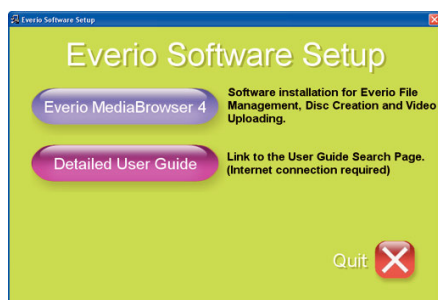 Everio Software Setup
Everio Software Setup
Everio MediaBrowser 4
Software installation for Everio File
Management, Disc Creation and Video
Uploading.
Detailed User Guide
Link to the User Guide Search Page.
(Internet connection required)
Quit